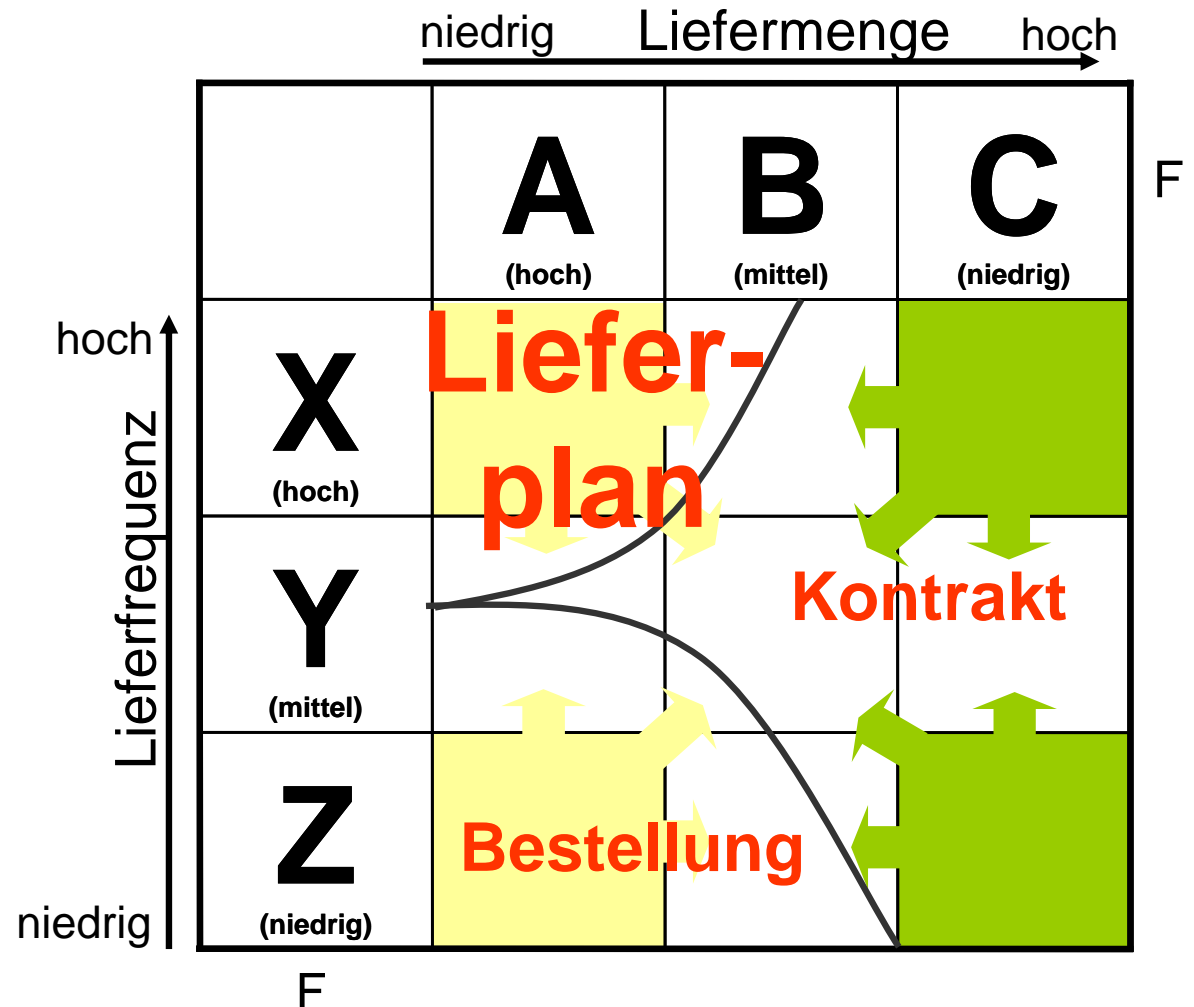 niedrig Liefermenge hoch
A B C
(hoch) (mittel) (niedrig)
F
hoch
Lieferfrequenz
niedrig
X
(hoch)
Liefer-
plan
Y
(mittel)
Kontrakt
Z
(niedrig)
Bestellung
F